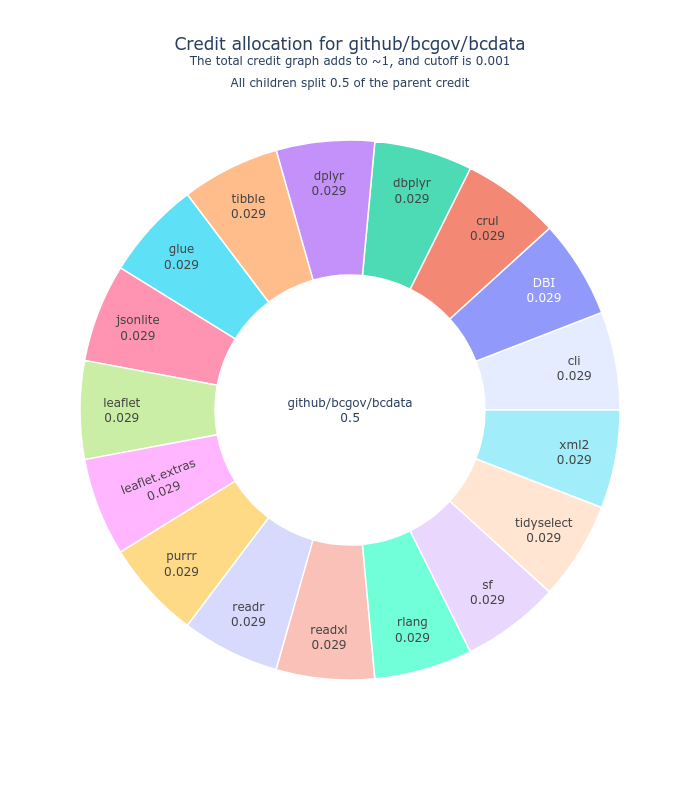 Credit allocation for github/bcgov/bcdata
The total credit graph adds to ~1, and cutoff is 0.001
All children split 0.5 of the parent credit
dplyr
0.029
dbplyr
0.029
tibble
0.029
crul
0.029
glue
0.029
DBI
0.029
jsonlite
0.029
cli
0.029
leaflet
0.029
github/bcgov/bcdata
0.5
xml2
0.029
leaflet.extras
0.029
tidyselect
0.029
purrr
0.029
sf
0.029
readr
0.029
rlang
0.029
readxl
0.029